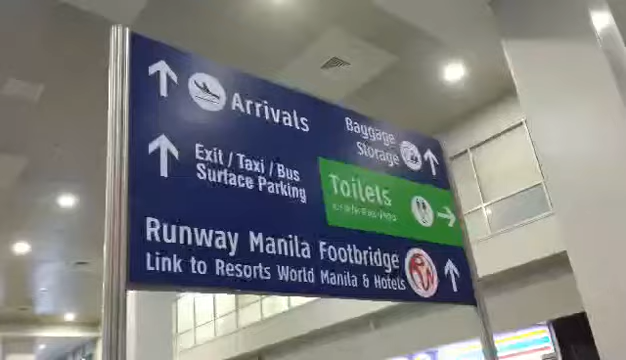 Arrivals
Baggage
Storage
Exit / Taxi / Bus
Surface Parking
Toilets
Runway Manila Footbridge
Link to Resorts World Manila & Hotels